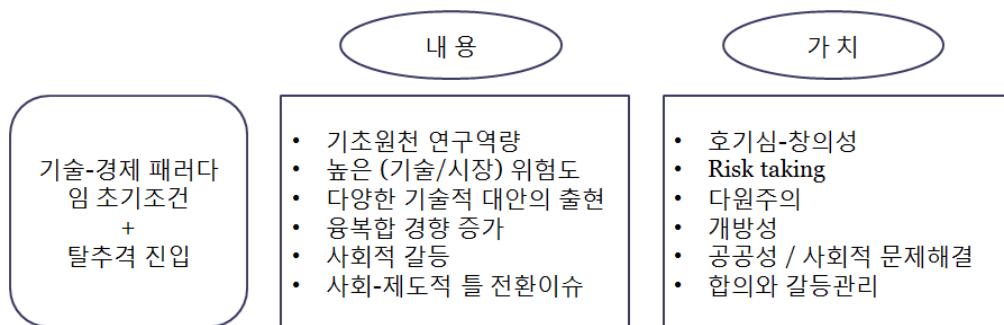 내 용
가 치
기술-경제 패러다
임 초기조건
+
탈추격 진입
• 기초원천 연구역량
• 높은 (기술/시장) 위험도
• 다양한 기술적 대안의 출현
• 융복합 경향 증가
• 사회적 갈등
• 사회-제도적 틀 전환이슈
• 호기심-창의성
• Risk taking
• 다원주의
• 개방성
• 공공성 / 사회적 문제해결
• 합의와 갈등관리